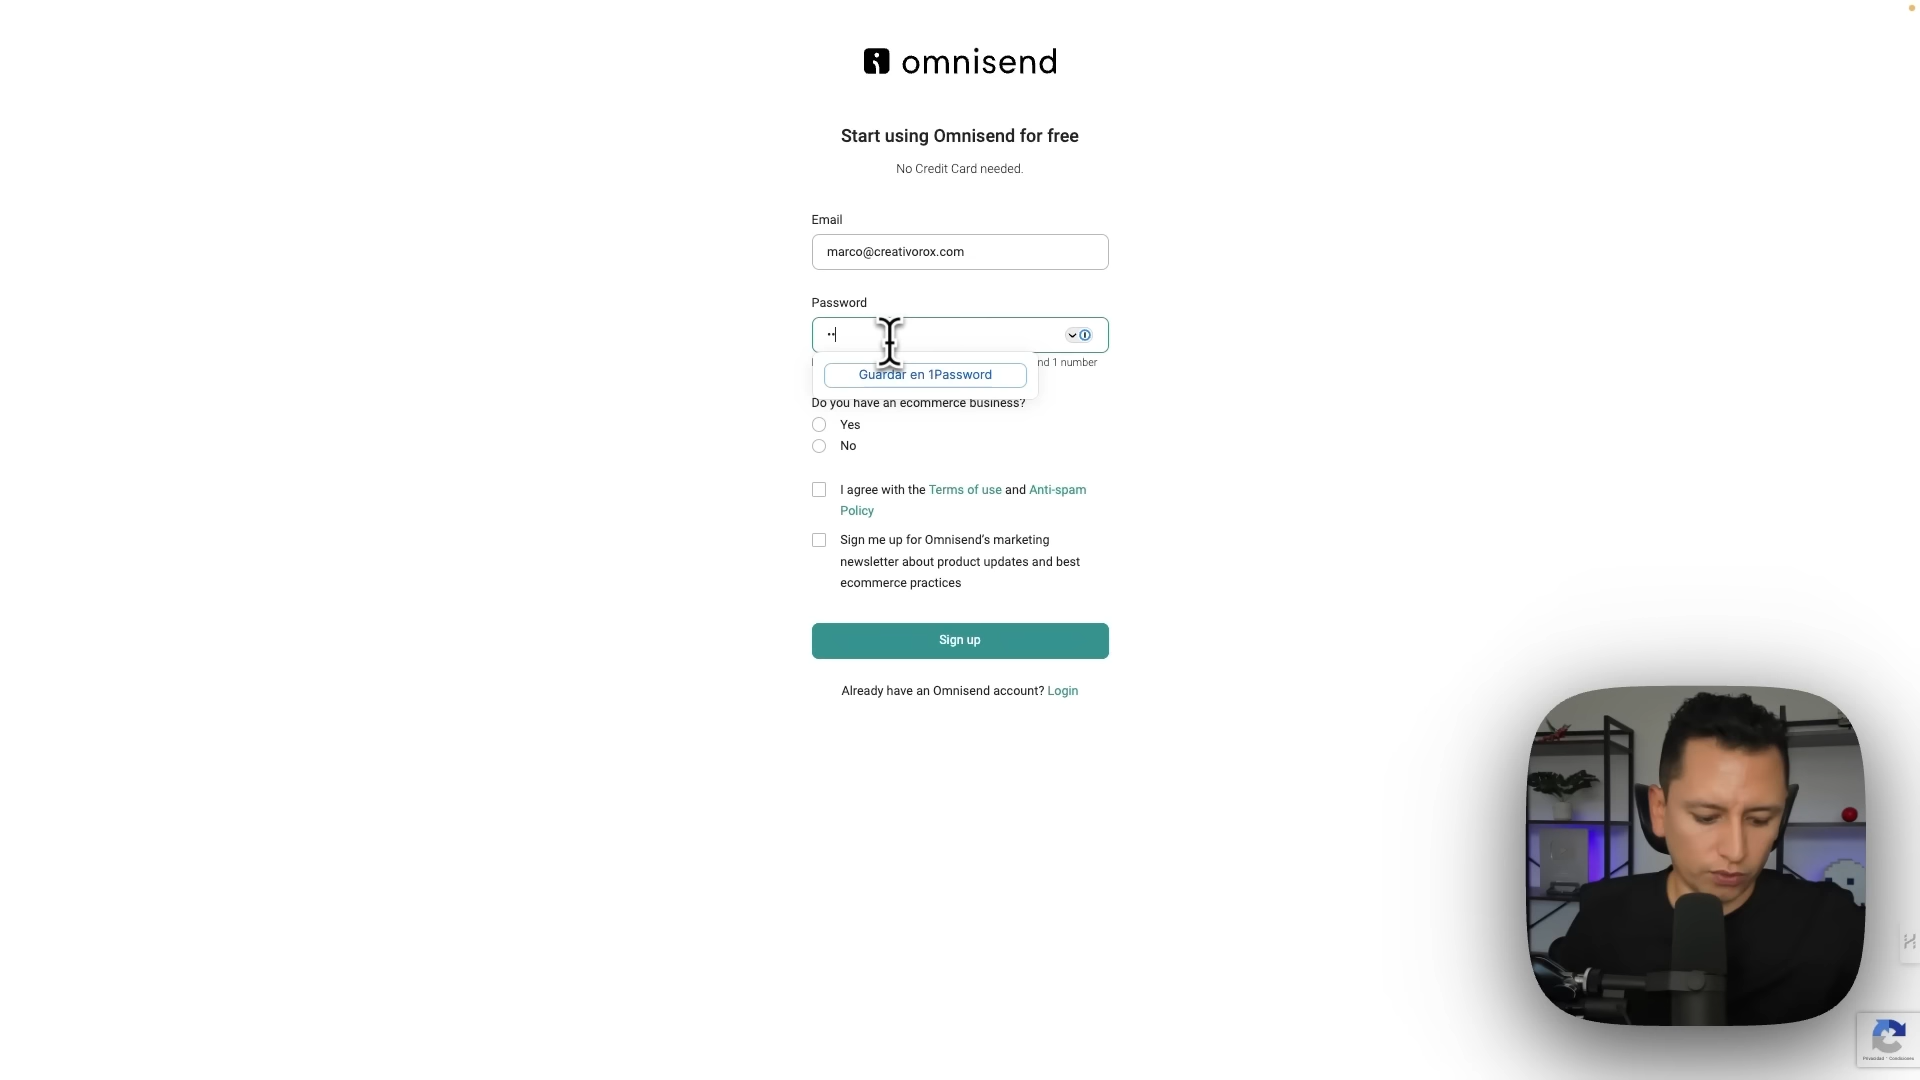 omnisend
Start using Omnisend for free
No Credit Card needed.
Email
marco@creativorox.com
Password
••
nd 1 number
Guardar en 1Password
Do you have an ecommerce business?
Yes
No
I agree with the Terms of use and Anti-spam
Policy
Sign me up for Omnisend's marketing
newsletter about product updates and best
ecommerce practices
Sign up
Already have an Omnisend account? Login
Privacidad - Condiciones